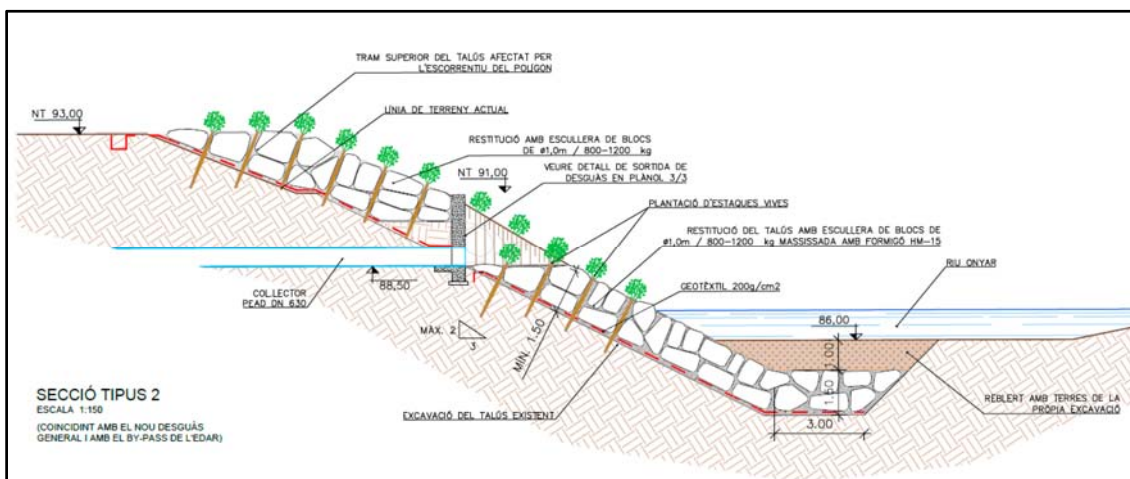 TRAM SUPERIOR DEL TALÚS AFECTAT PER
L'ESCORRENTIU DEL POLÍGON
NT 93,00
LÍNIA DE TERRENY ACTUAL
RESTITUCIÓ AMB ESCULLERA DE BLOCS
DE ø1,0m / 800-1200 kg
VEURE DETALL DE SORTIDA DE
DESGUÀS EN PLÀNOL 3/3
NT 91,00
PLANTACIÓ D'ESTAQUES VIVES
RESTITUCIÓ DEL TALÚS AMB ESCULLERA DE BLOCS DE
ø1,0m / 800-1200 kg MASSISSADA AMB FORMIGÓ HM-15
RIU ONYAR
GEOTÈXTIL 200g/cm2
88,50
COL.LECTOR
PEAD DN 630
86,00
MÀX. 2
3
MÍN. 1.50
1.00
1.50
3.00
SECCIÓ TIPUS 2
ESCALA 1:150
(COINCIDINT AMB EL NOU DESGUÀS
GENERAL I AMB EL BY-PASS DE L'EDAR)
EXCAVACIÓ DEL TALÚS EXISTENT
REBLERT AMB TERRES DE LA
PRÒPIA EXCAVACIÓ